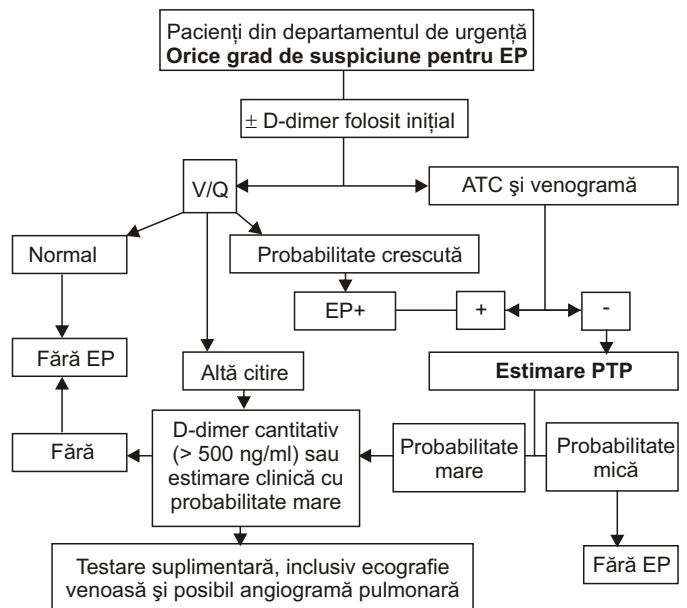 Pacienți din departamentul de urgență
Orice grad de suspiciune pentru EP
± D-dimer folosit inițial
V/Q
ATC şi venogramă
Normal
Probabilitate crescută
EP+
+
-
Fără EP
Altă citire
Estimare PTP
Fără
D-dimer cantitativ
(> 500 ng/ml) sau
estimare clinică cu
probabilitate mare
Probabilitate
mare
Probabilitate
mică
Fără EP
Testare suplimentară, inclusiv ecografie
venoasă şi posibil angiogramă pulmonară